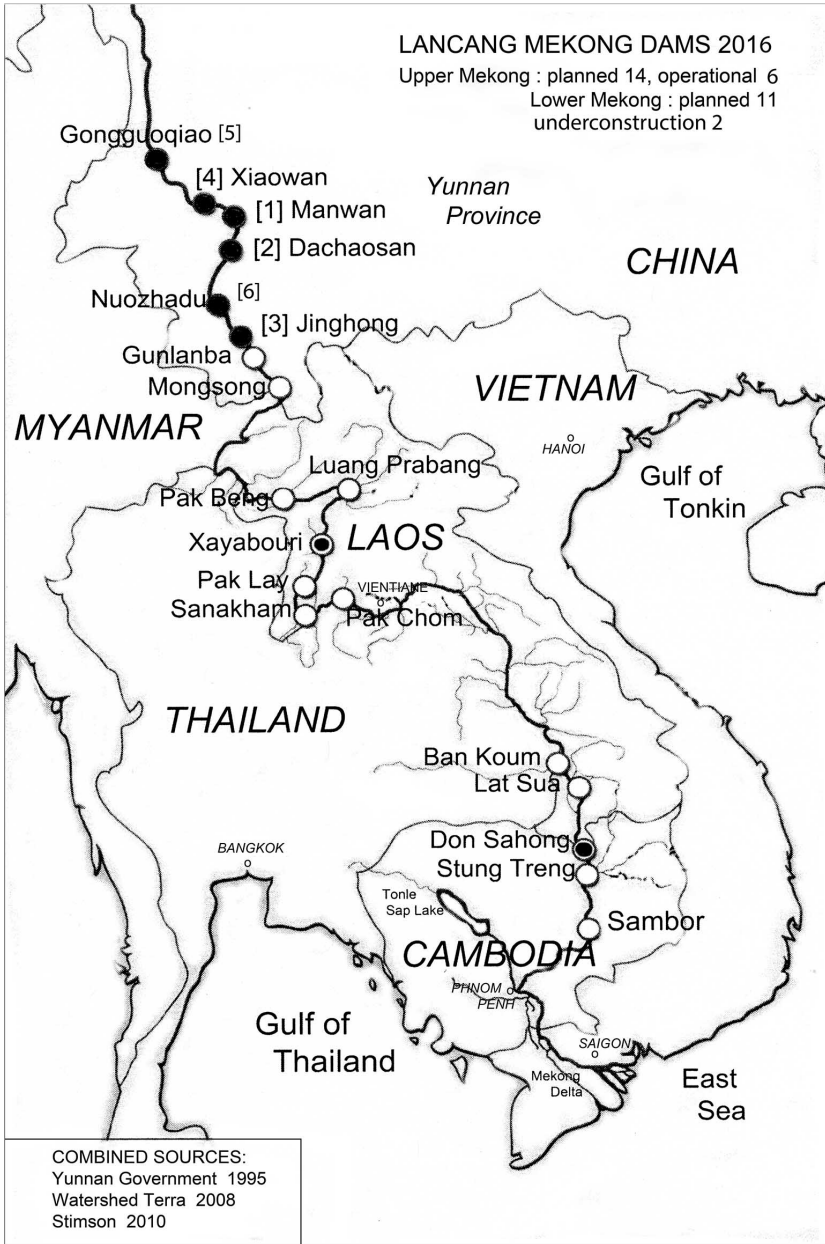 LANCANG MEKONG DAMS 2016
Upper Mekong : planned 14, operational 6
Lower Mekong : planned 11
underconstruction 2
Gongguoqiao [5]
[4] Xiaowan
[1] Manwan
[2] Dachaosan
Yunnan
Province
CHINA
Nuozhadu [6]
[3] Jinghong
Gunlanba
Mongsong
VIETNAM
MYANMAR
HANOI
Luang Prabang
Gulf of
Tonkin
Pak Beng
Xayabouri
LAOS
Pak Lay
VIENTIANE
Sanakham
Pak Chom
THAILAND
Ban Koum
Lat Sua
Don Sahong
BANGKOK
Stung Treng
Tonle
Sap Lake
Sambor
CAMBODIA
PHNOM
PENH
Gulf of
Thailand
SAIGON
Mekong
Delta
East
Sea
COMBINED SOURCES:
Yunnan Government 1995
Watershed Terra 2008
Stimson 2010